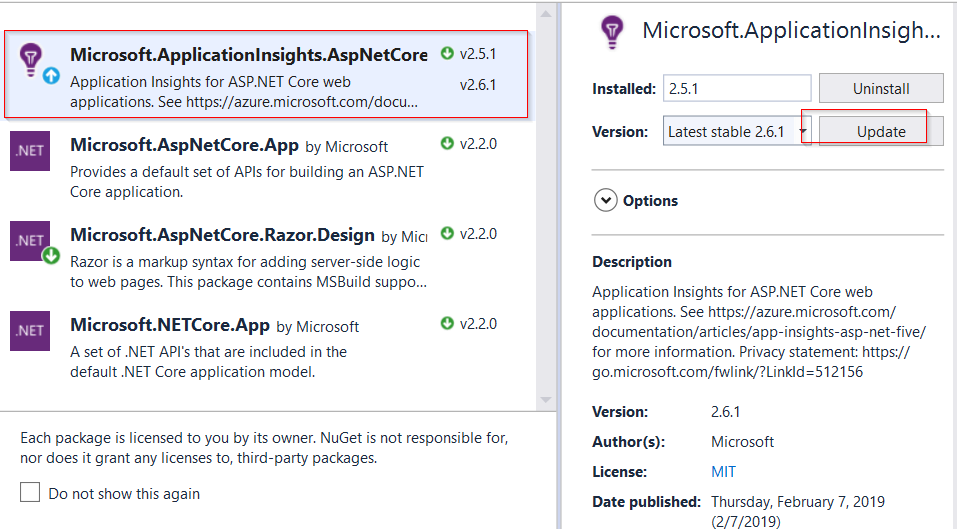 Microsoft.ApplicationInsights.AspNetCore
v2.5.1
Application Insights for ASP.NET Core web
v2.6.1
applications. See https://azure.microsoft.com/docu...
.NET
Microsoft.AspNetCore.App by Microsoft
v2.2.0
Provides a default set of APIs for building an ASP.NET
Core application.
.NET
Microsoft.AspNetCore.Razor.Design by Mic
v2.2.0
Razor is a markup syntax for adding server-side logic
to web pages. This package contains MSBuild suppo...
.NET
Microsoft.NETCore.App by Microsoft
v2.2.0
A set of .NET API's that are included in the
default .NET Core application model.
Each package is licensed to you by its owner. NuGet is not responsible for,
nor does it grant any licenses to, third-party packages.
Do not show this again
Microsoft.ApplicationInsigh...
Installed: 2.5.1 Uninstall
Version: Latest stable 2.6.1 Update
Options
Description
Application Insights for ASP.NET Core web
applications. See https://azure.microsoft.com/
documentation/articles/app-insights-asp-net-five/
for more information. Privacy statement: https://
go.microsoft.com/fwlink/?LinkId=512156
Version: 2.6.1
Author(s): Microsoft
License: MIT
Date published: Thursday, February 7, 2019
(2/7/2019)